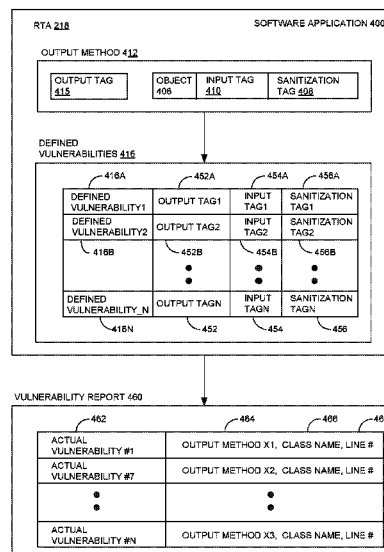 RTA 218 SOFTWARE APPLICATION 400
OUTPUT METHOD 412
OUTPUT TAG 415
OBJECT 406
INPUT TAG 410
SANITIZATION TAG 408
DEFINED VULNERABILITIES 416
416A 452A 454A 456A
DEFINED VULNERABILITY1 OUTPUT TAG1 INPUT TAG1 SANITIZATION TAG1
DEFINED VULNERABILITY2 OUTPUT TAG2 INPUT TAG2 SANITIZATION TAG2
416B 452B 454B 456B
DEFINED VULNERABILITY_N OUTPUT TAGN INPUT TAGN SANITIZATION TAGN
416N 452 454 456
VULNERABILITY REPORT 460
462 464 466
ACTUAL VULNERABILITY #1 OUTPUT METHOD X1, CLASS NAME, LINE #
ACTUAL VULNERABILITY #7 OUTPUT METHOD X2, CLASS NAME, LINE #
ACTUAL VULNERABILITY #N OUTPUT METHOD X3, CLASS NAME, LINE #